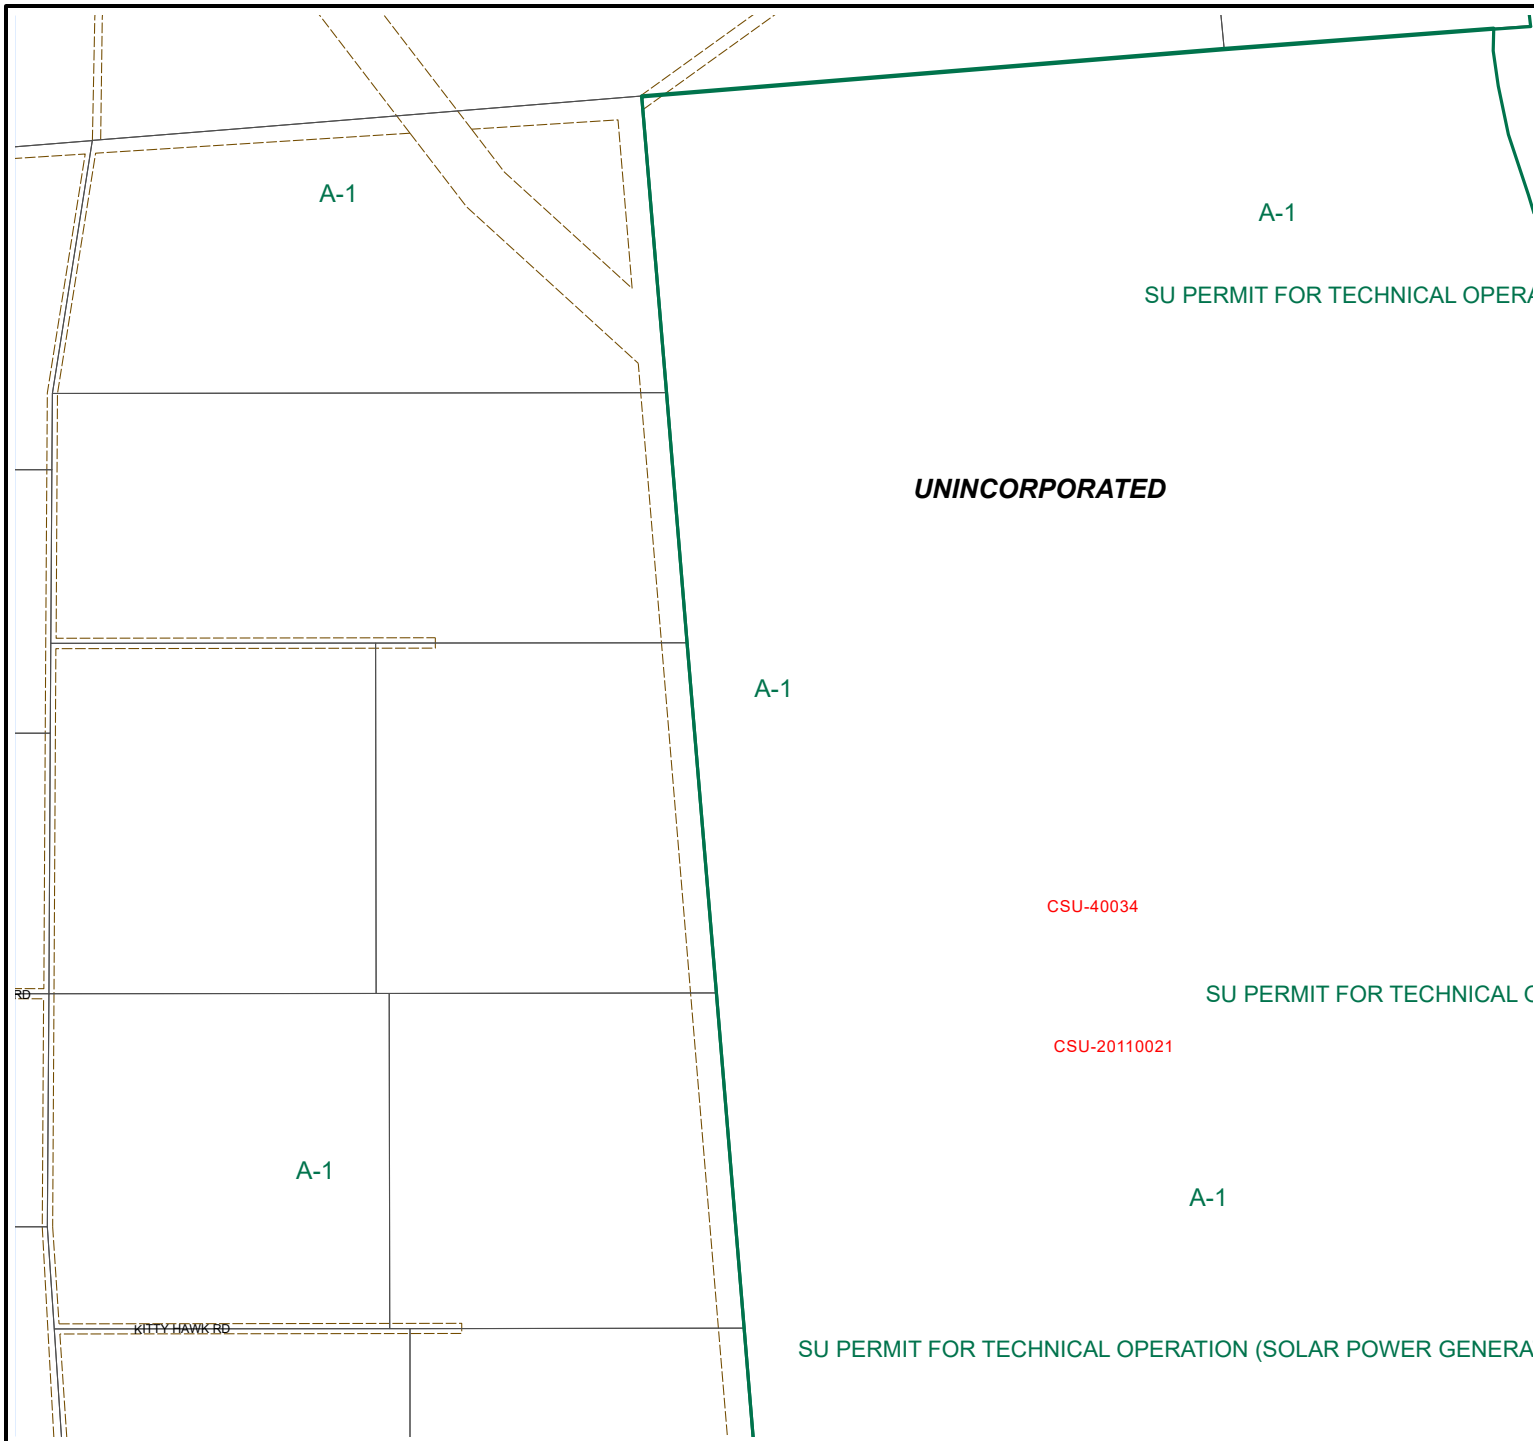 A-1
A-1
SU PERMIT FOR TECHNICAL OPERA
UNINCORPORATED
A-1
CSU-40034
RD
SU PERMIT FOR TECHNICAL O
CSU-20110021
A-1
A-1
KITTY HAWK RD
SU PERMIT FOR TECHNICAL OPERATION (SOLAR POWER GENERA